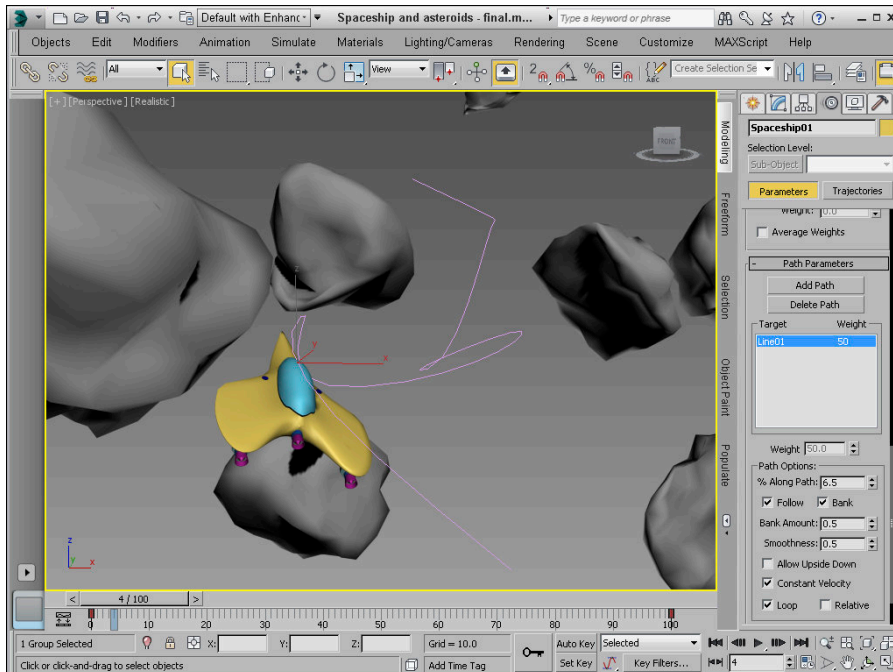 Default with Enhanc
Spaceship and asteroids - final.m...
Type a keyword or phrase
Objects Edit Modifiers Animation Simulate Materials Lighting/Cameras Rendering Scene Customize MAXScript Help
All
View
2
%
ABC
Create Selection Se
[+] [Perspective] [Realistic]
FRONT
Modeling
Freeform
Selection
Object Paint
Populate
z
y
x
z
y
x
Spaceship01
Selection Level:
Sub-Object
Parameters Trajectories
Weight: 0.0
Average Weights
- Path Parameters
Add Path
Delete Path
Target Weight
Line01 50
Weight 50.0
Path Options:
% Along Path: 6.5
Follow Bank
Bank Amount: 0.5
Smoothness: 0.5
Allow Upside Down
Constant Velocity
Loop Relative
< 4 / 100 >
0 10 20 30 40 50 60 70 80 90 100
1 Group Selected X: Y: Z: Grid = 10.0 Auto Key Selected
Click or click-and-drag to select objects Add Time Tag Set Key Key Filters... 4